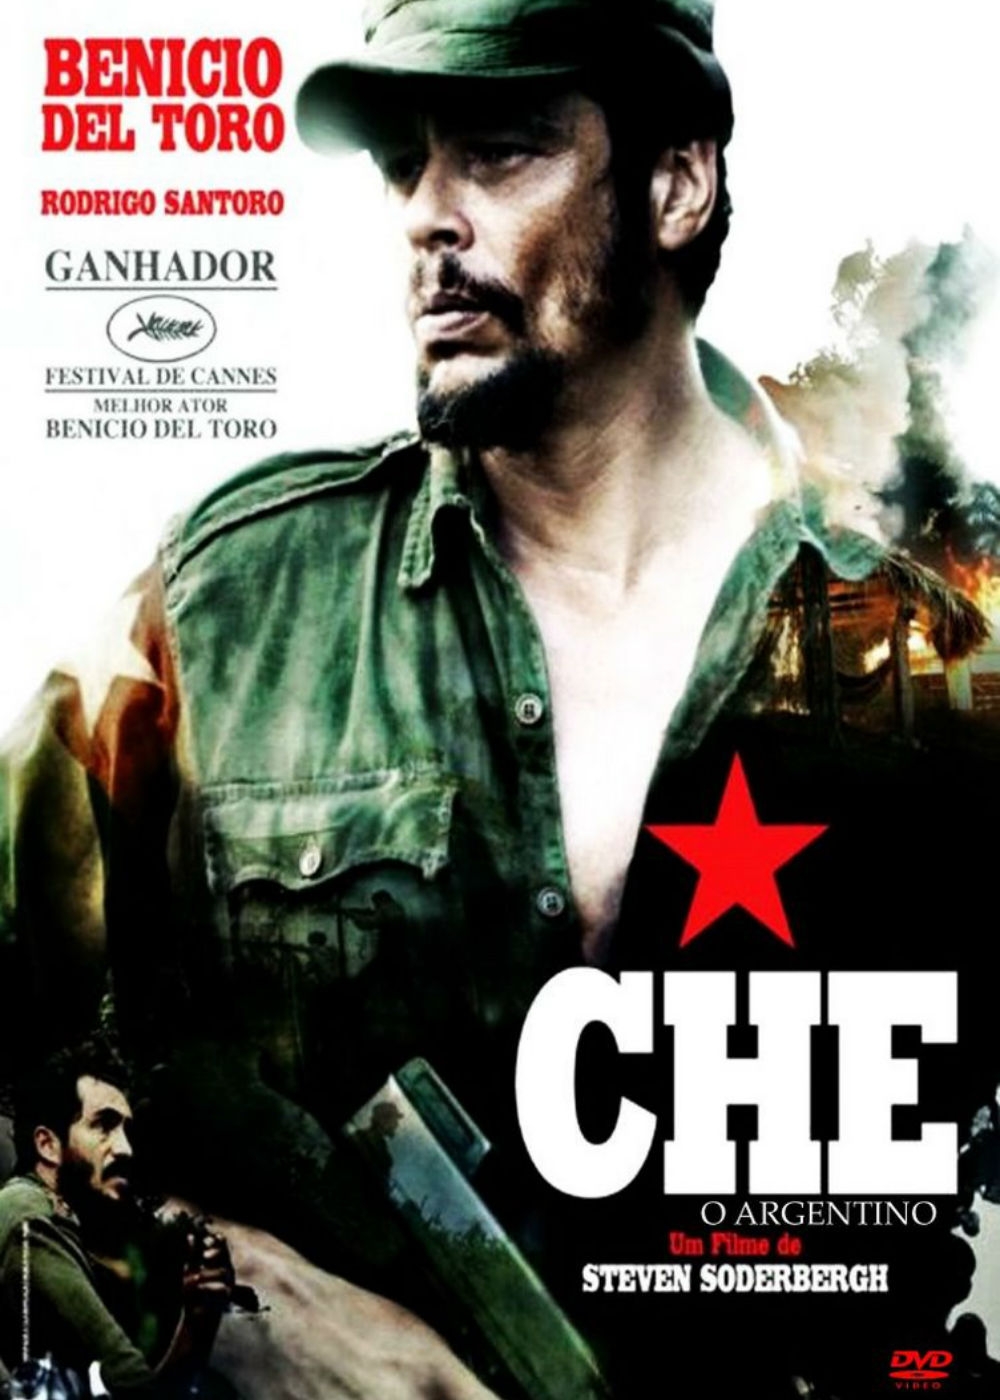 BENICIO
DEL TORO
RODRIGO SANTORO
GANHADOR
FESTIVAL DE CANNES
MELHOR ATOR
BENICIO DEL TORO
CHE
O ARGENTINO
Um Filme de
STEVEN SODERBERGH
DVD
VIDEO